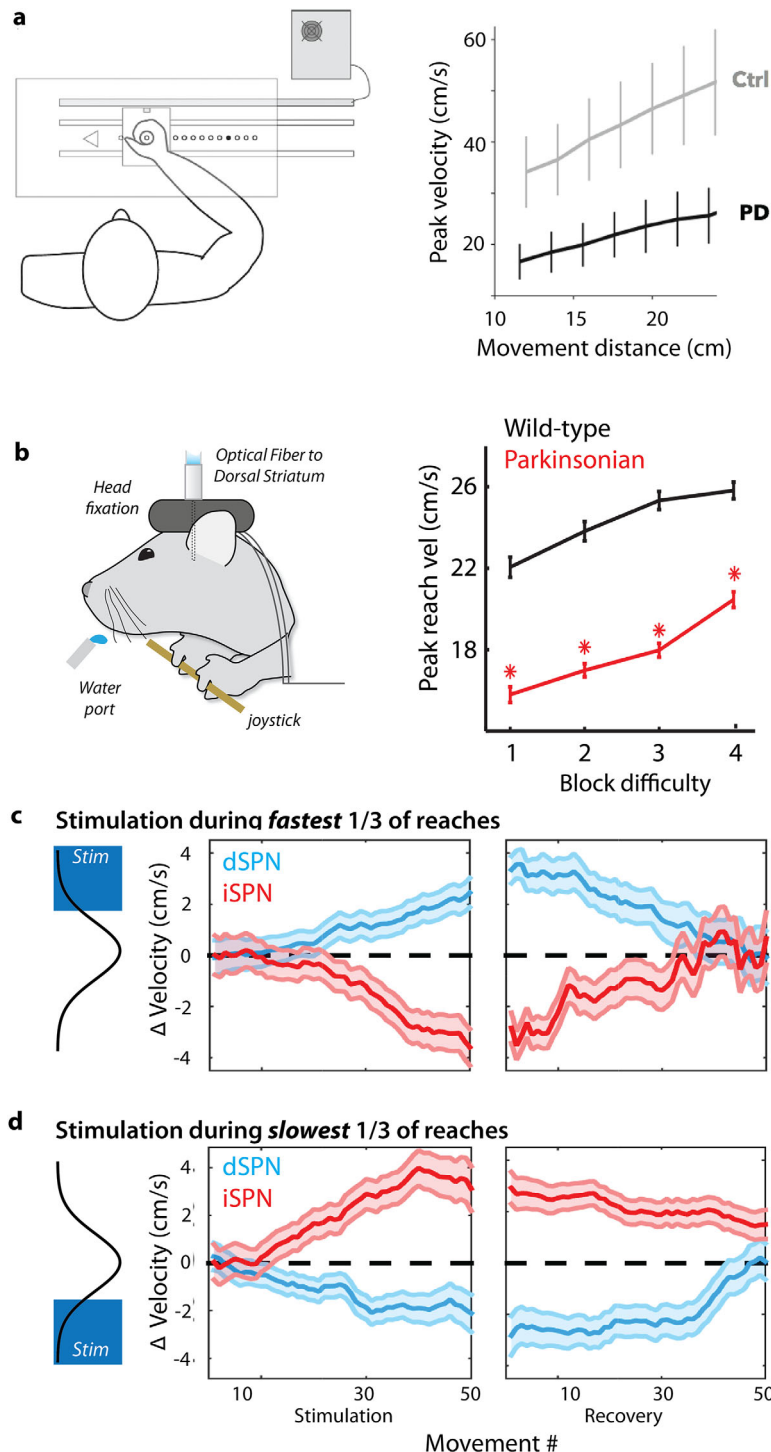 a
Peak velocity (cm/s)
60
40
20
Ctrl
PD
10
15
20
Movement distance (cm)
b
Optical Fiber to
Dorsal Striatum
Head
fixation
Water
port
joystick
Wild-type
Parkinsonian
Peak reach vel (cm/s)
26
22
18
*
*
*
*
1 2 3 4
Block difficulty
c Stimulation during fastest 1/3 of reaches
Stim
Δ Velocity (cm/s)
4
2
0
-2
-4
dSPN
iSPN
d Stimulation during slowest 1/3 of reaches
Stim
Δ Velocity (cm/s)
4
2
0
-2
-4
dSPN
iSPN
10 30 50 10 30 50
Stimulation Recovery
Movement #